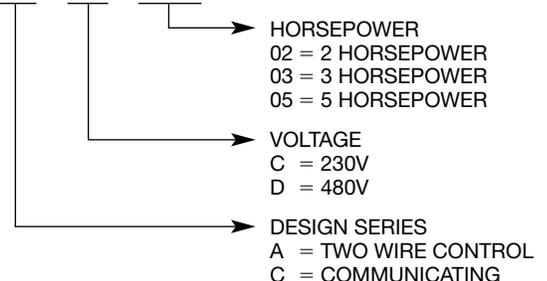 HORSEPOWER
02 = 2 HORSEPOWER
03 = 3 HORSEPOWER
05 = 5 HORSEPOWER
VOLTAGE
C = 230V
D = 480V
DESIGN SERIES
A = TWO WIRE CONTROL
C = COMMUNICATING